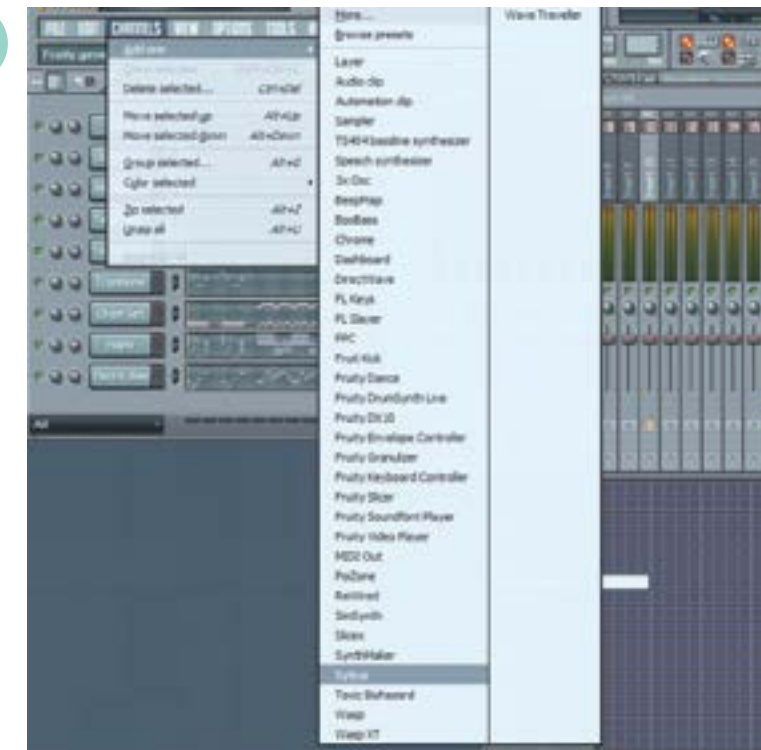 CHANNELS VIEW OPTIONS TOOLS
Add one
Delete selected... Ctrl+Del
Move selected up Alt+Up
Move selected down Alt+Down
Group selected... Alt+G
Color selected
Zip selected Alt+Z
Unzip all Alt+U
All
More...
Browse presets
Layer
Audio clip
Automation clip
Sampler
TS404 bassline synthesizer
Speech synthesizer
3x Osc
BeepMap
BooBass
Chrome
Dashboard
DirectWave
FL Keys
FL Slayer
FPC
Fruit Kick
Fruity Dance
Fruity DrumSynth Live
Fruity DX10
Fruity Envelope Controller
Fruity Granulizer
Fruity Keyboard Controller
Fruity Slicer
Fruity Soundfont Player
Fruity Video Player
MIDI Out
PoiZone
ReWired
SimSynth
Slicex
SynthMaker
Sytrus
Toxic Biohazard
Wasp
Wasp XT
Wave Traveller